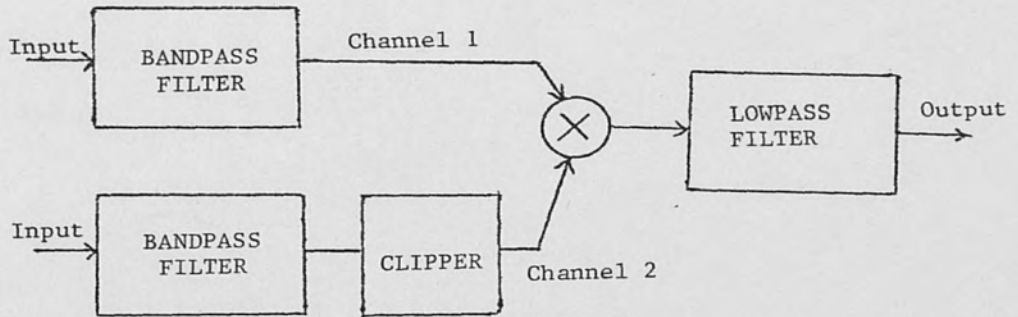 Input
BANDPASS
FILTER
Channel 1
LOWPASS
FILTER
Output
Input
BANDPASS
FILTER
CLIPPER
Channel 2